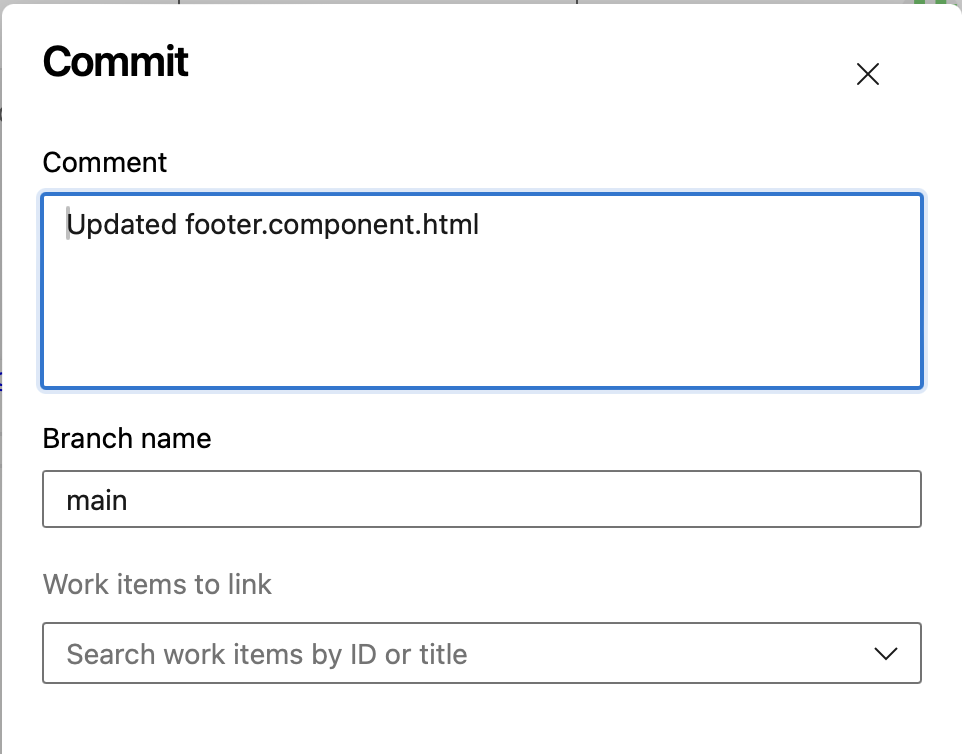 Commit
Comment
Updated footer.component.html
Branch name
main
Work items to link
Search work items by ID or title